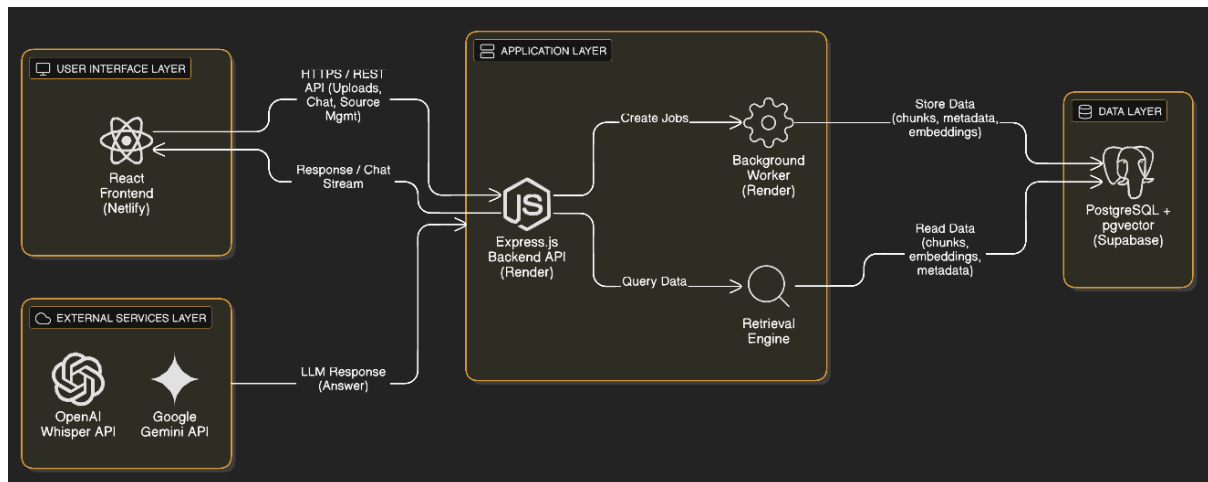 USER INTERFACE LAYER
React
Frontend
(Netlify)
HTTPS / REST
API (Uploads,
Chat, Source
Mgmt)
Response / Chat
Stream
EXTERNAL SERVICES LAYER
OpenAI
Whisper API
Google
Gemini API
LLM Response
(Answer)
APPLICATION LAYER
JS
Express.js
Backend API
(Render)
Create Jobs
Background
Worker
(Render)
Query Data
Retrieval
Engine
Store Data
(chunks, metadata,
embeddings)
Read Data
(chunks,
embeddings,
metadata)
DATA LAYER
PostgreSQL +
pgvector
(Supabase)